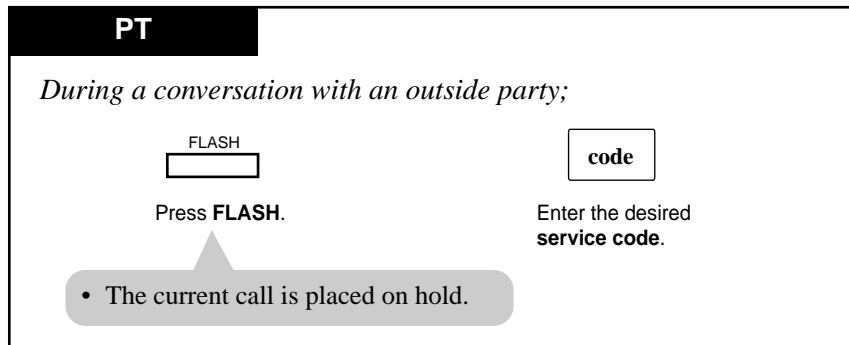 PT
During a conversation with an outside party;
FLASH
code
Press FLASH.
Enter the desired
service code.
• The current call is placed on hold.